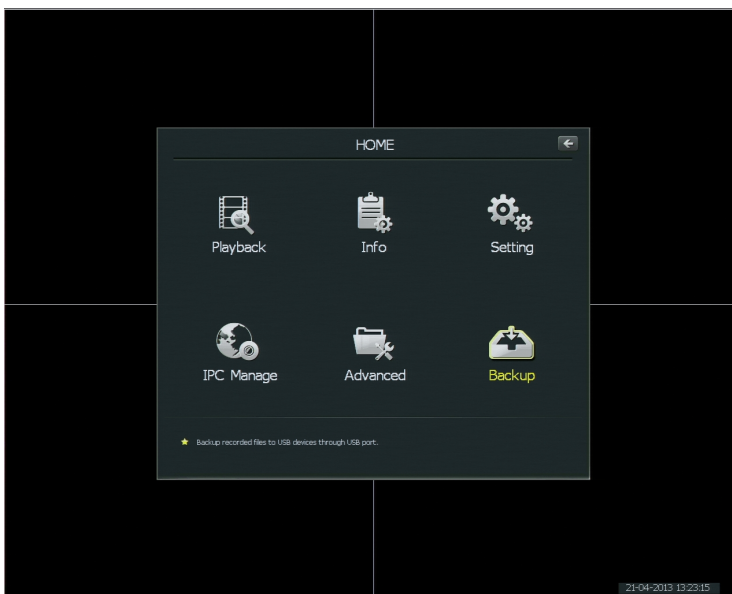 HOME
Playback
Info
Setting
IPC Manage
Advanced
Backup
Backup recorded files to USB devices through USB port.
21-04-2013 13:23:15